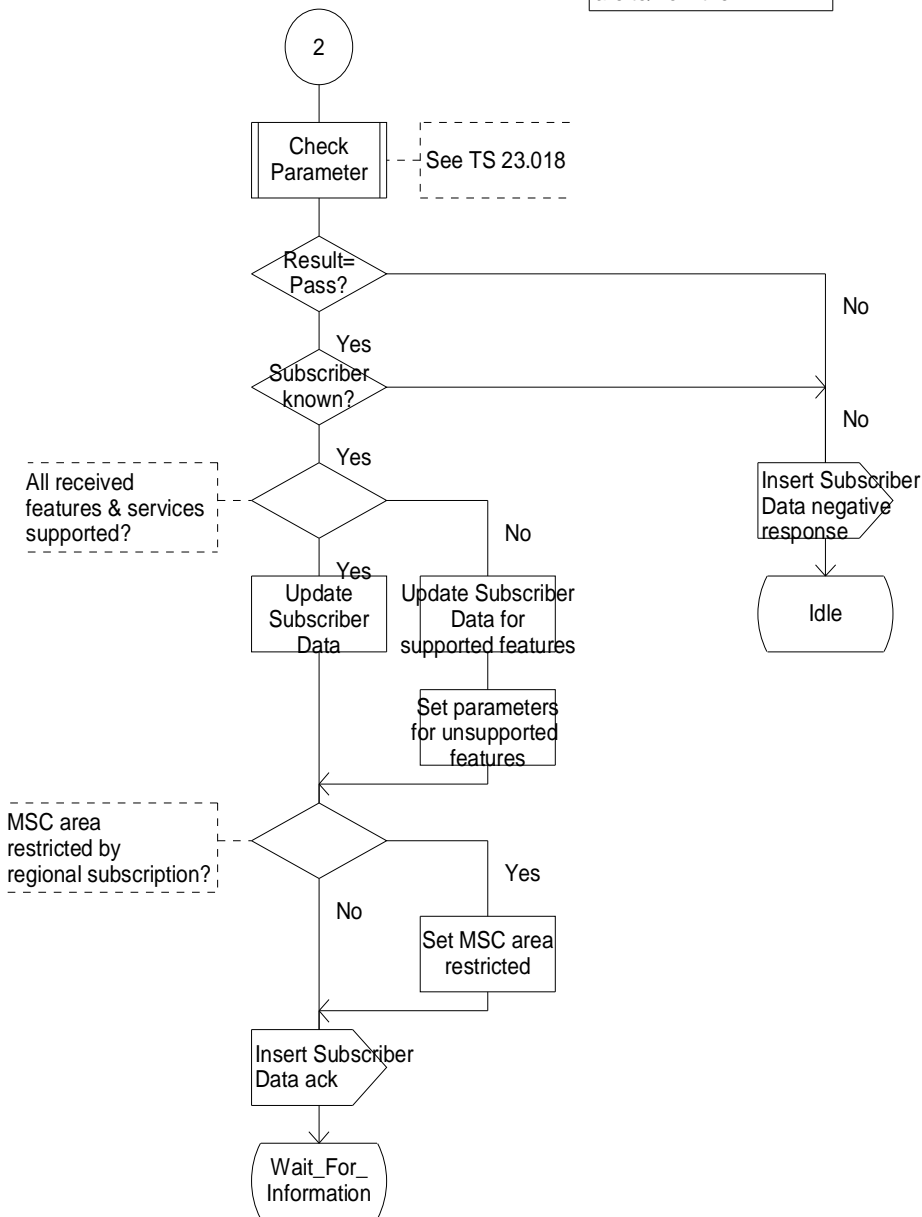 2
Check
Parameter
See TS 23.018
Result=
Pass?
No
Yes
Subscriber
known?
No
Yes
All received
features & services
supported?
No
Insert Subscriber
Data negative
response
Yes
Update
Subscriber
Data
Update Subscriber
Data for
supported features
Idle
Set parameters
for unsupported
features
MSC area
restricted by
regional subscription?
Yes
No
Set MSC area
restricted
Insert Subscriber
Data ack
Wait_For_
Information